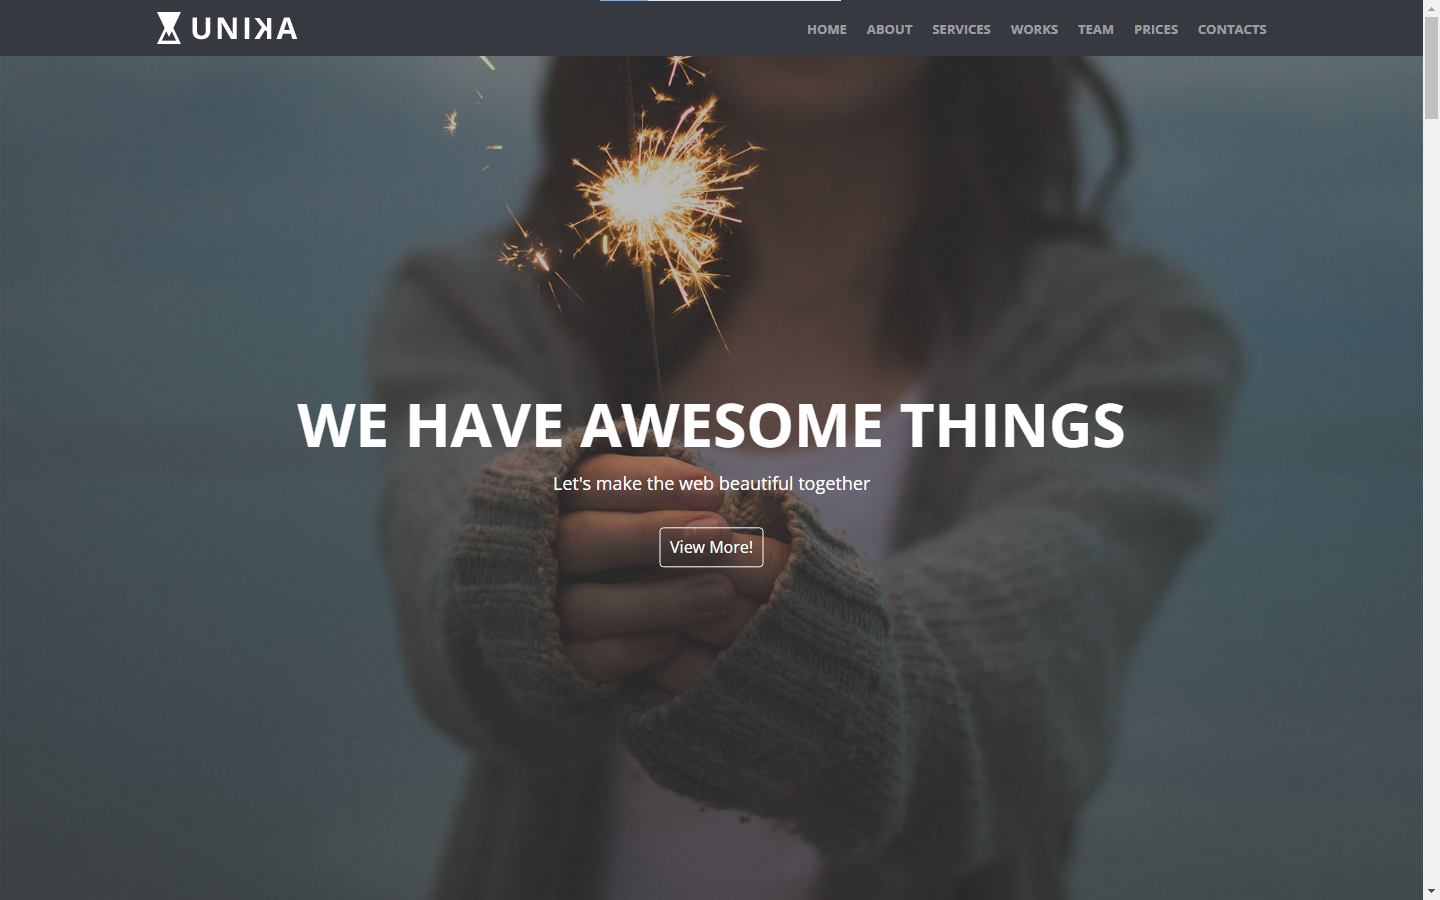 UNIKA
HOME ABOUT SERVICES WORKS TEAM PRICES CONTACTS
WE HAVE AWESOME THINGS
Let's make the web beautiful together
View More!